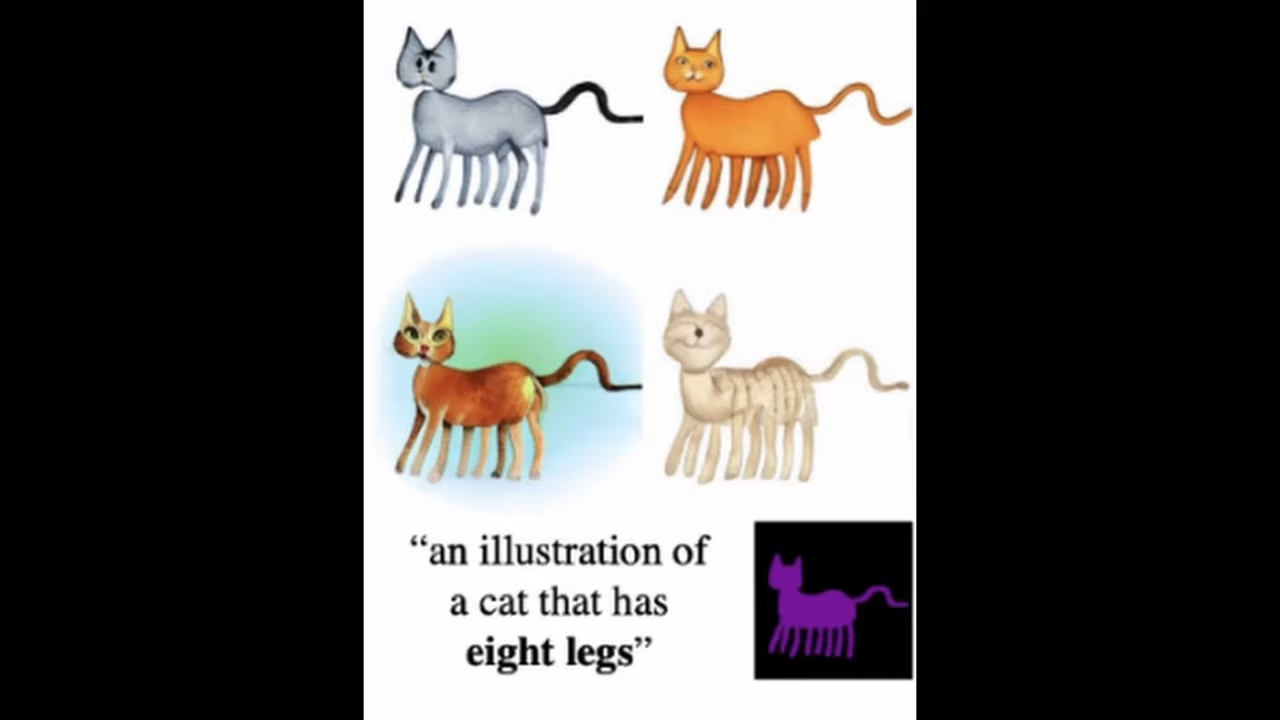 “an illustration of
a cat that has
eight legs”